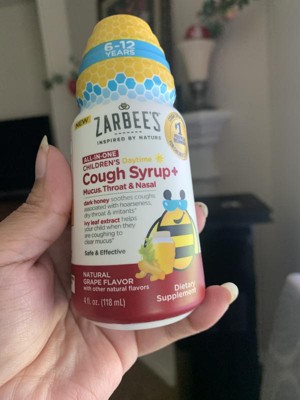 6-12
YEARS
NEW
ZARBEE'S
INSPIRED BY NATURE
ALL-IN-ONE
CHILDREN'S Daytime
Cough Syrup+
Mucus, Throat & Nasal
dark honey soothes coughs
associated with hoarseness,
dry throat & irritants*
ivy leaf extract helps
your child when they
are coughing to
clear mucus*
Safe & Effective
NATURAL
GRAPE FLAVOR
with other natural flavors
4 fl. oz. (118 mL)
Dietary
Supplement